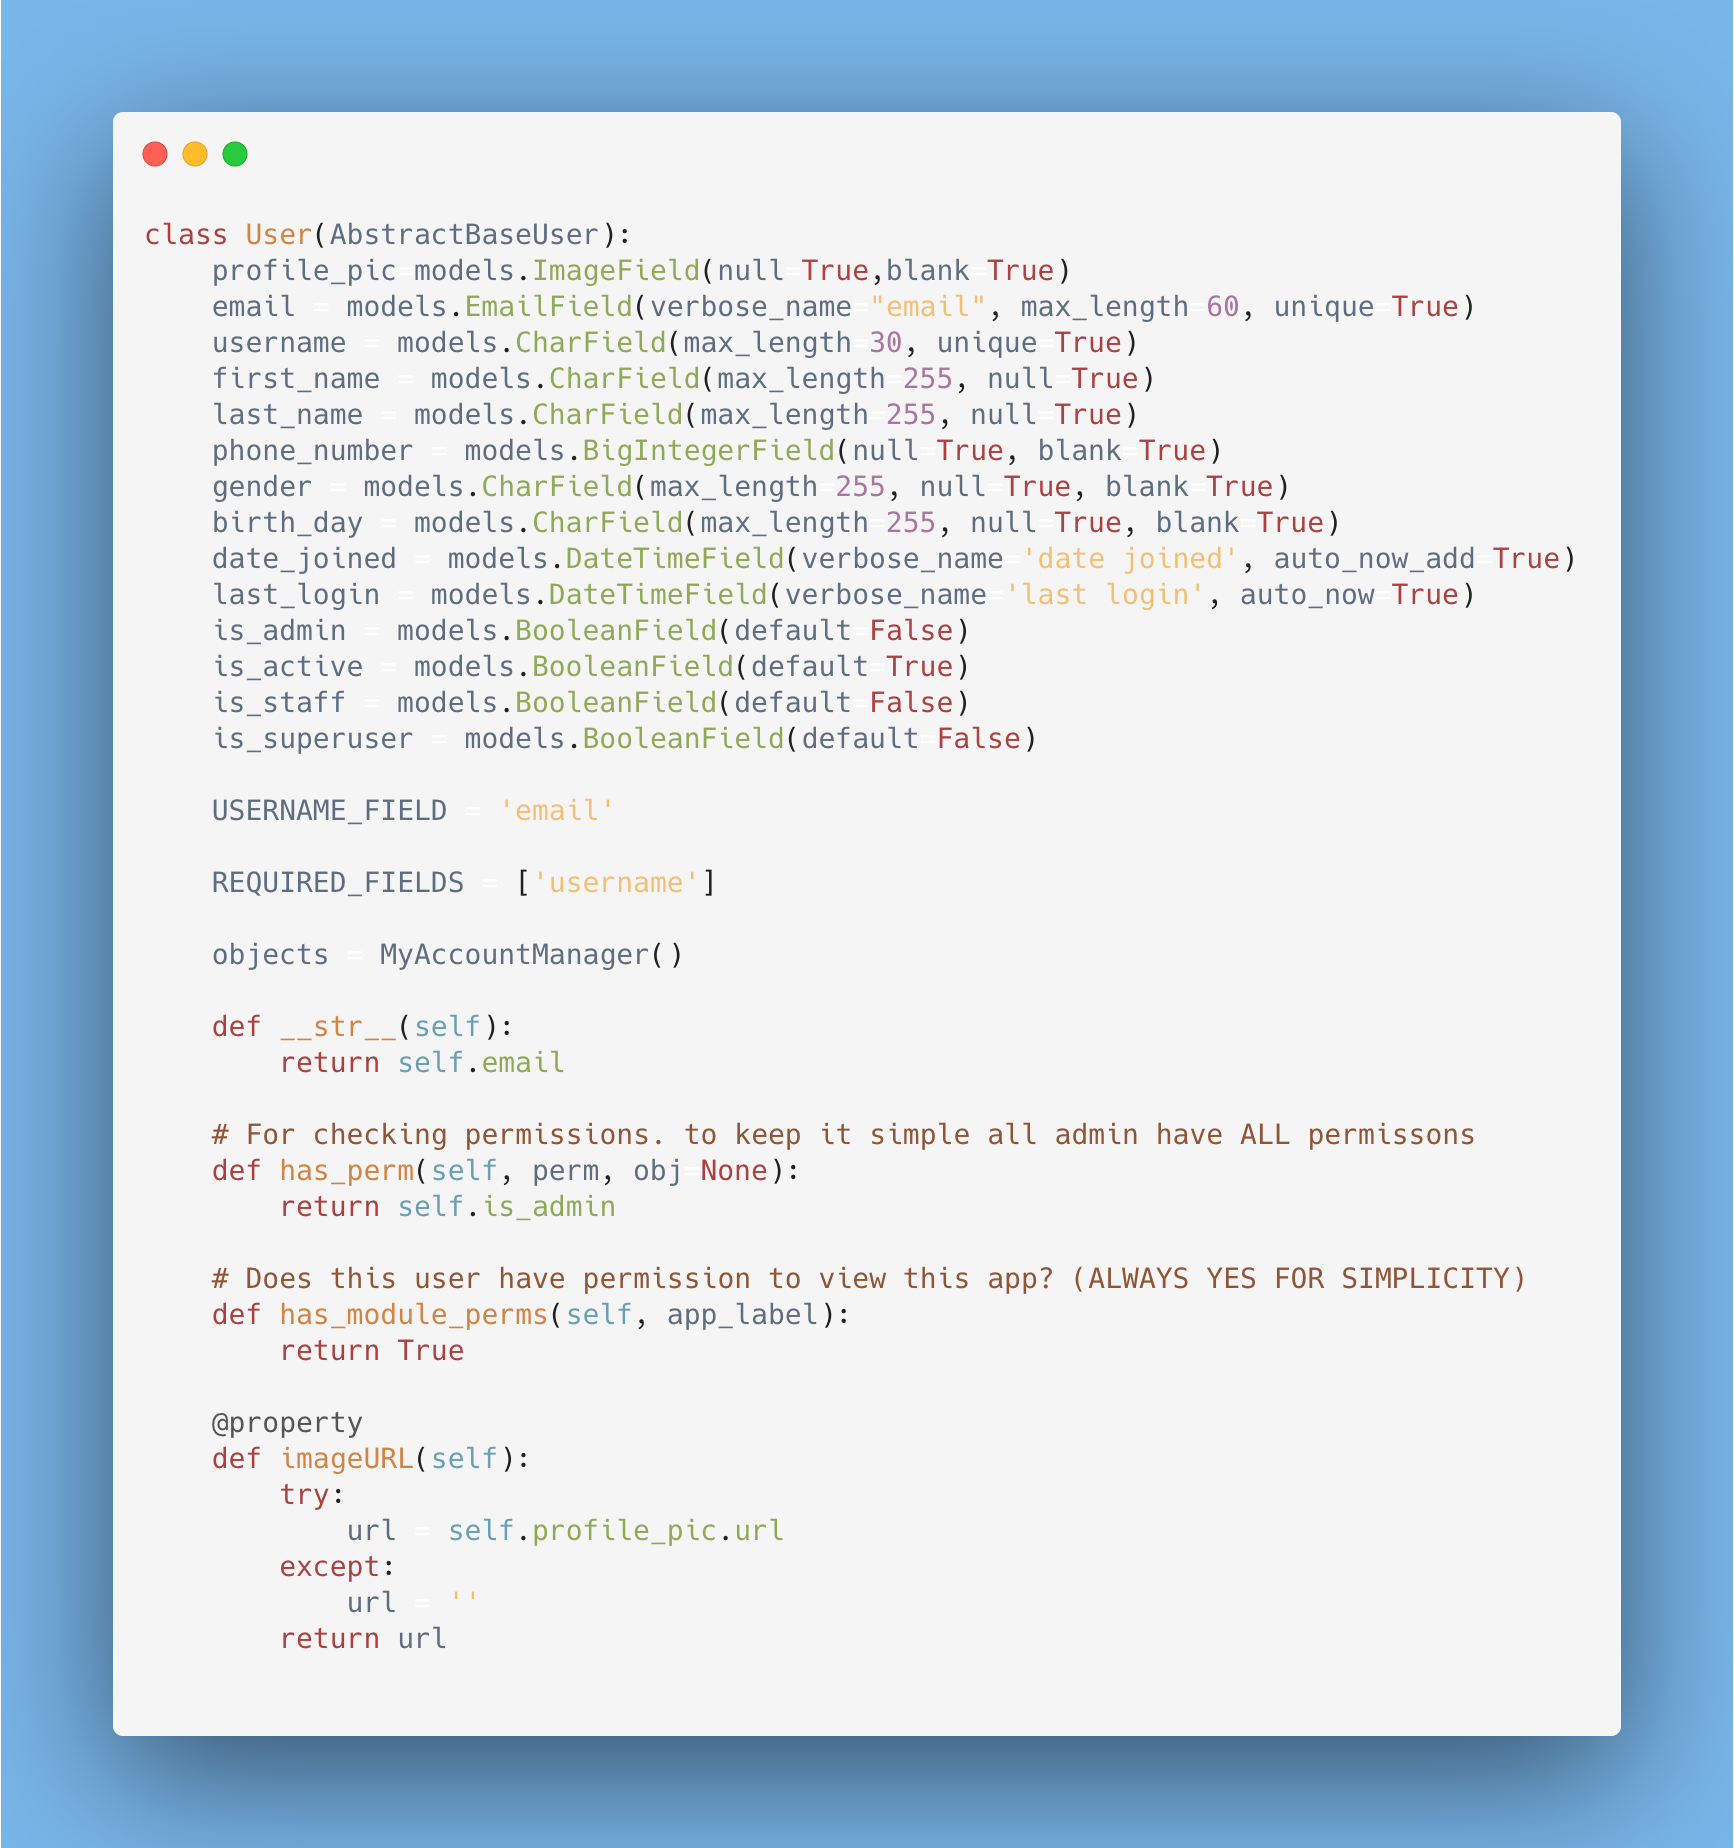 class User(AbstractBaseUser):
    profile_pic=models.ImageField(null=True,blank=True)
    email = models.EmailField(verbose_name="email", max_length=60, unique=True)
    username = models.CharField(max_length=30, unique=True)
    first_name = models.CharField(max_length=255, null=True)
    last_name = models.CharField(max_length=255, null=True)
    phone_number = models.BigIntegerField(null=True, blank=True)
    gender = models.CharField(max_length=255, null=True, blank=True)
    birth_day = models.CharField(max_length=255, null=True, blank=True)
    date_joined = models.DateTimeField(verbose_name='date joined', auto_now_add=True)
    last_login = models.DateTimeField(verbose_name='last login', auto_now=True)
    is_admin = models.BooleanField(default=False)
    is_active = models.BooleanField(default=True)
    is_staff = models.BooleanField(default=False)
    is_superuser = models.BooleanField(default=False)

    USERNAME_FIELD = 'email'

    REQUIRED_FIELDS = ['username']

    objects = MyAccountManager()

    def __str__(self):
        return self.email

    # For checking permissions. to keep it simple all admin have ALL permissons
    def has_perm(self, perm, obj=None):
        return self.is_admin

    # Does this user have permission to view this app? (ALWAYS YES FOR SIMPLICITY)
    def has_module_perms(self, app_label):
        return True

    @property
    def imageURL(self):
        try:
            url = self.profile_pic.url
        except:
            url = ''
        return url